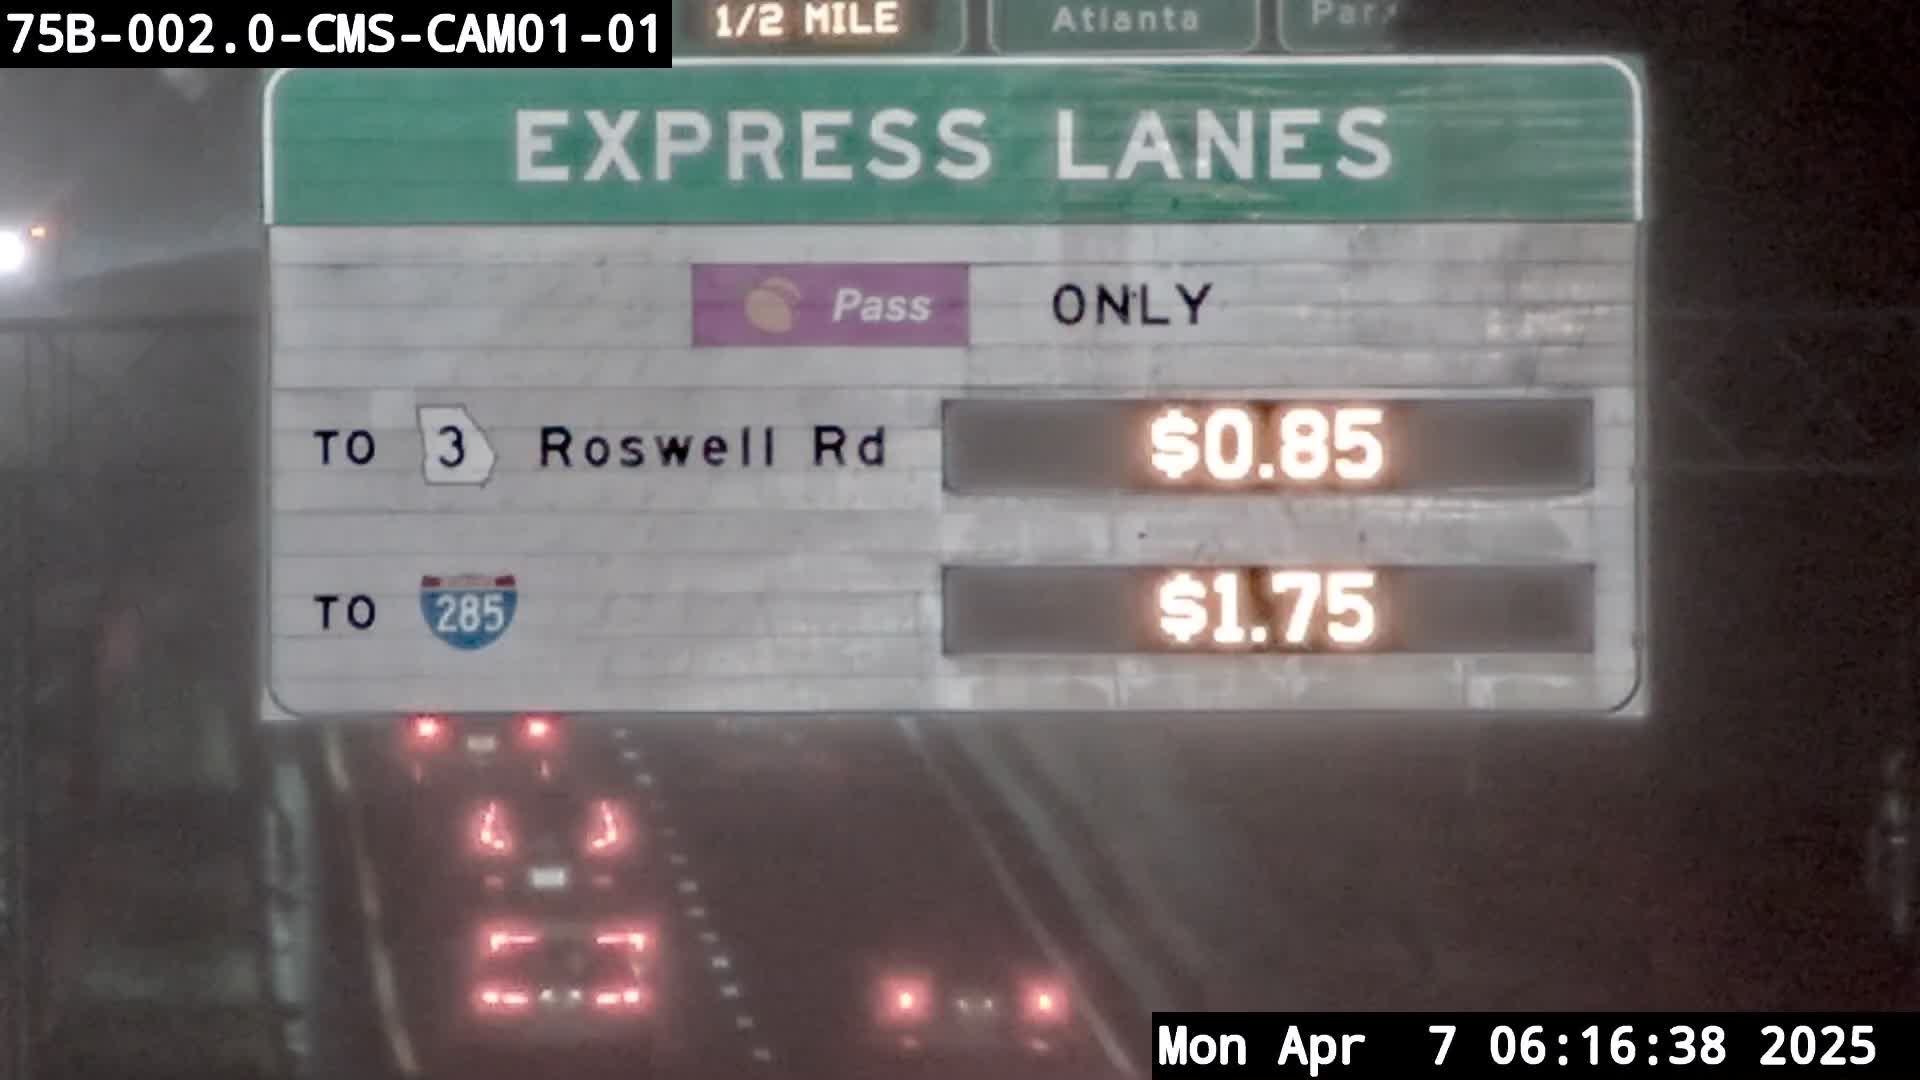 75B-002.0-CMS-CAM01-01
1/2 MILE
Atlanta
EXPRESS LANES
Pass ONLY
TO 3 Roswell Rd $0.85
TO 285 $1.75
Mon Apr 7 06:16:38 2025